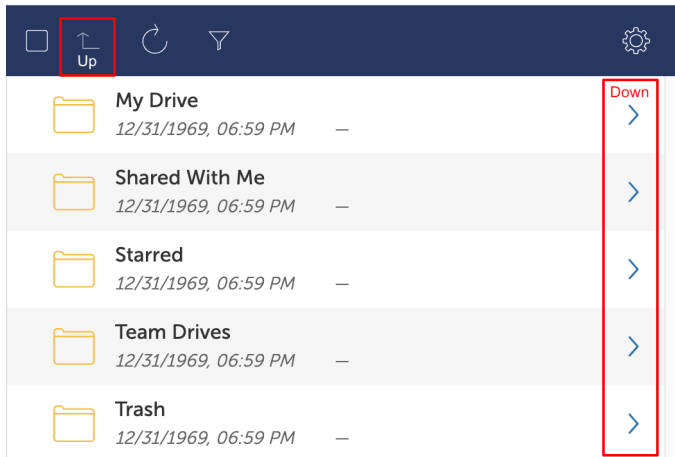 Up
Down
My Drive
12/31/1969, 06:59 PM —
Shared With Me
12/31/1969, 06:59 PM —
Starred
12/31/1969, 06:59 PM —
Team Drives
12/31/1969, 06:59 PM —
Trash
12/31/1969, 06:59 PM —